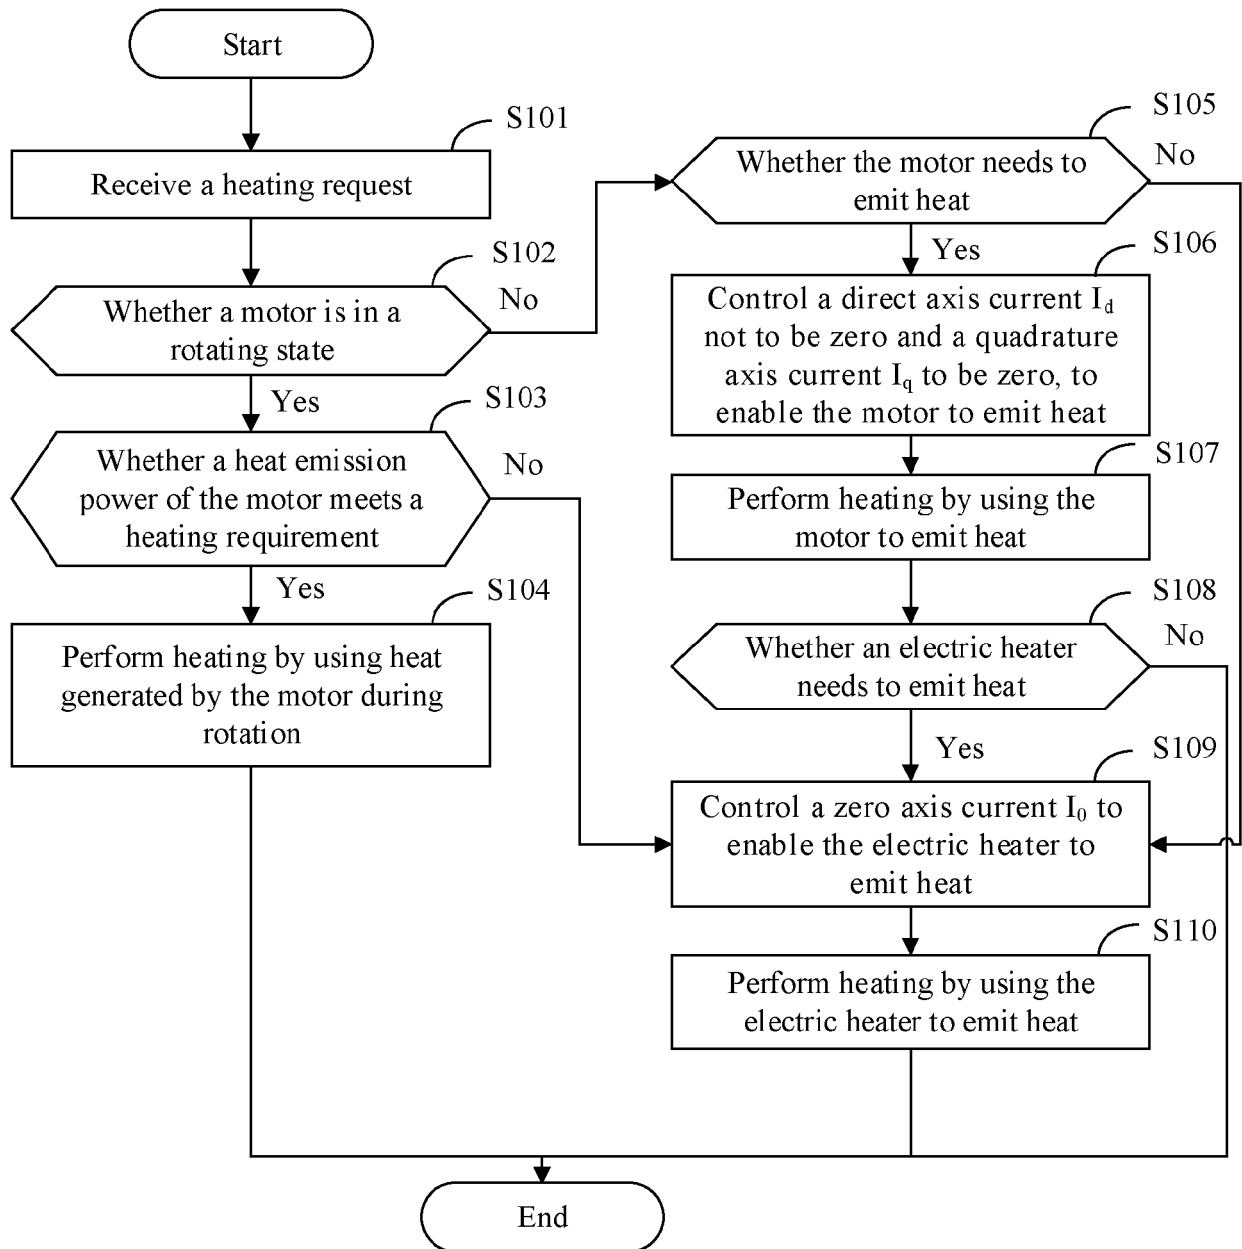 Start
S101
Receive a heating request
S102
Whether a motor is in a
rotating state
No
Yes
S103
Whether a heat emission
power of the motor meets a
heating requirement
No
Yes
S104
Perform heating by using heat
generated by the motor during
rotation
S105
Whether the motor needs to
emit heat
No
Yes
S106
Control a direct axis current I_d
not to be zero and a quadrature
axis current I_q to be zero, to
enable the motor to emit heat
S107
Perform heating by using the
motor to emit heat
S108
Whether an electric heater
needs to emit heat
No
Yes
S109
Control a zero axis current I_0 to
enable the electric heater to
emit heat
S110
Perform heating by using the
electric heater to emit heat
End